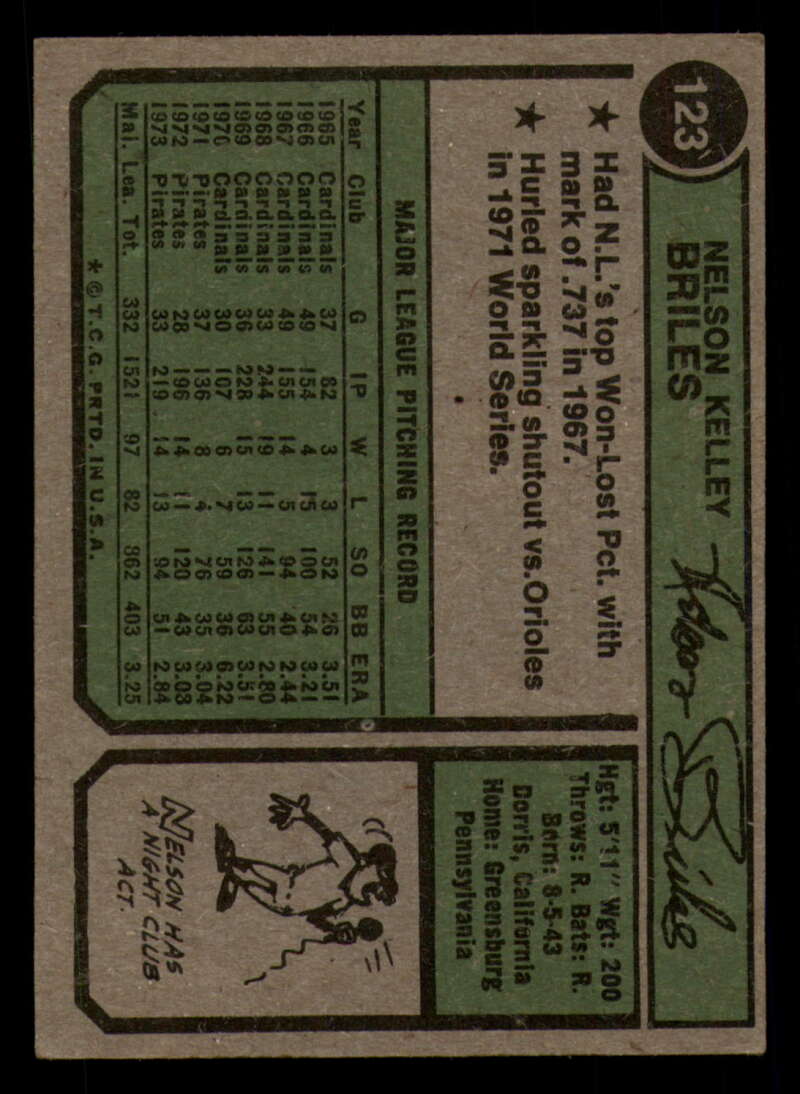 123
NELSON KELLEY
BRILES
Nelson Briles
★ Had N.L.'s top Won-Lost Pct. with
mark of .737 in 1967.
★ Hurled sparkling shutout vs. Orioles
in 1971 World Series.
MAJOR LEAGUE PITCHING RECORD
Year Club G IP W L SO BB ERA
1965 Cardinals 37 82 3 3 52 26 3.51
1966 Cardinals 49 154 4 15 100 54 3.21
1967 Cardinals 49 155 14 5 94 40 2.44
1968 Cardinals 33 244 19 11 141 55 2.80
1969 Cardinals 36 228 15 13 126 63 3.51
1970 Cardinals 30 107 6 7 59 36 6.22
1971 Pirates 37 136 8 4 76 35 3.04
1972 Pirates 28 196 14 11 120 43 3.08
1973 Pirates 33 219 14 13 94 51 2.84
Maj. Lea. Tot. 332 1521 97 82 862 403 3.25
* © T.C.G. PRTD. IN U.S.A.
Hgt: 5'11" Wgt: 200
Throws: R. Bats: R.
Born: 8-5-43
Dorris, California
Home: Greensburg
Pennsylvania
NELSON HAS
A NIGHT CLUB
ACT.